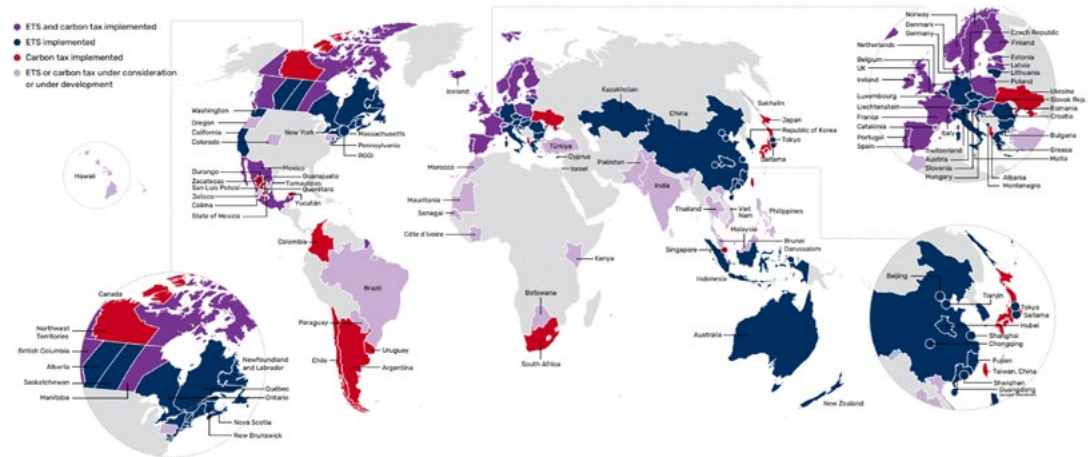 ETS and carbon tax implemented
ETS implemented
Carbon tax implemented
ETS or carbon tax under consideration
or under development
Washington
Oregon
California
Colorado
New York
Massachusetts
Pennsylvania
RGGI
Hawaii
Durango
Zacatecas
San Luis Potosí
Jalisco
Colima
State of Mexico
Mexico
Guanajuato
Tamaulipas
Querétaro
Yucatán
Iceland
Morocco
Mauritania
Senegal
Côte d'Ivoire
Colombia
Brazil
Paraguay
Chile
Uruguay
Argentina
Botswana
South Africa
Kenya
Türkiye
Cyprus
Israel
Kazakhstan
China
Pakistan
India
Thailand
Viet
Nam
Malaysia
Singapore
Indonesia
Philippines
Brunei
Darussalam
Sakhalin
Japan
Republic of Korea
Tokyo
Saitama
Australia
New Zealand
Canada
Northwest
Territories
British Columbia
Alberta
Saskatchewan
Manitoba
Newfoundland
and Labrador
Québec
Ontario
Nova Scotia
New Brunswick
Norway
Denmark
Germany
Netherlands
Belgium
UK
Ireland
Luxembourg
Liechtenstein
France
Catalonia
Portugal
Spain
Czech Republic
Finland
Estonia
Latvia
Lithuania
Poland
Ukraine
Slovak Rep.
Romania
Croatia
Bulgaria
Greece
Malta
Italy
Switzerland
Austria
Slovenia
Hungary
Albania
Montenegro
Beijing
Tianjin
Tokyo
Saitama
Hubei
Shanghai
Chongqing
Fujian
Taiwan, China
Shenzhen
Guangdong